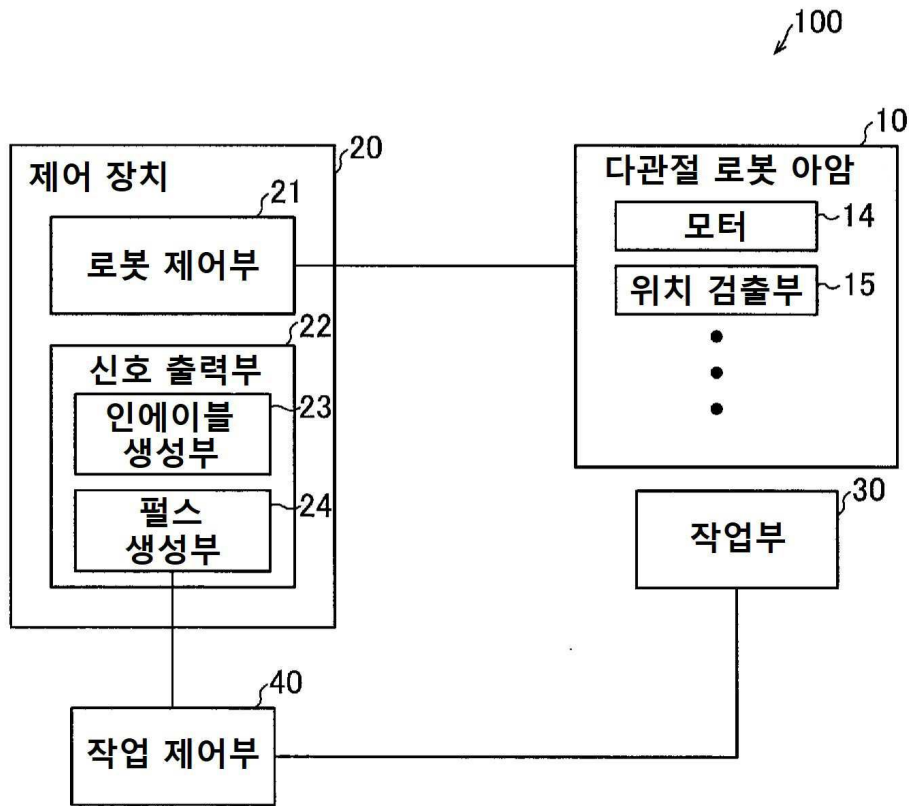 100
제어 장치
20
21
로봇 제어부
22
신호 출력부
인에이블
생성부
23
펄스
생성부
24
10
다관절 로봇 아암
모터
14
위치 검출부
15
30
작업부
40
작업 제어부